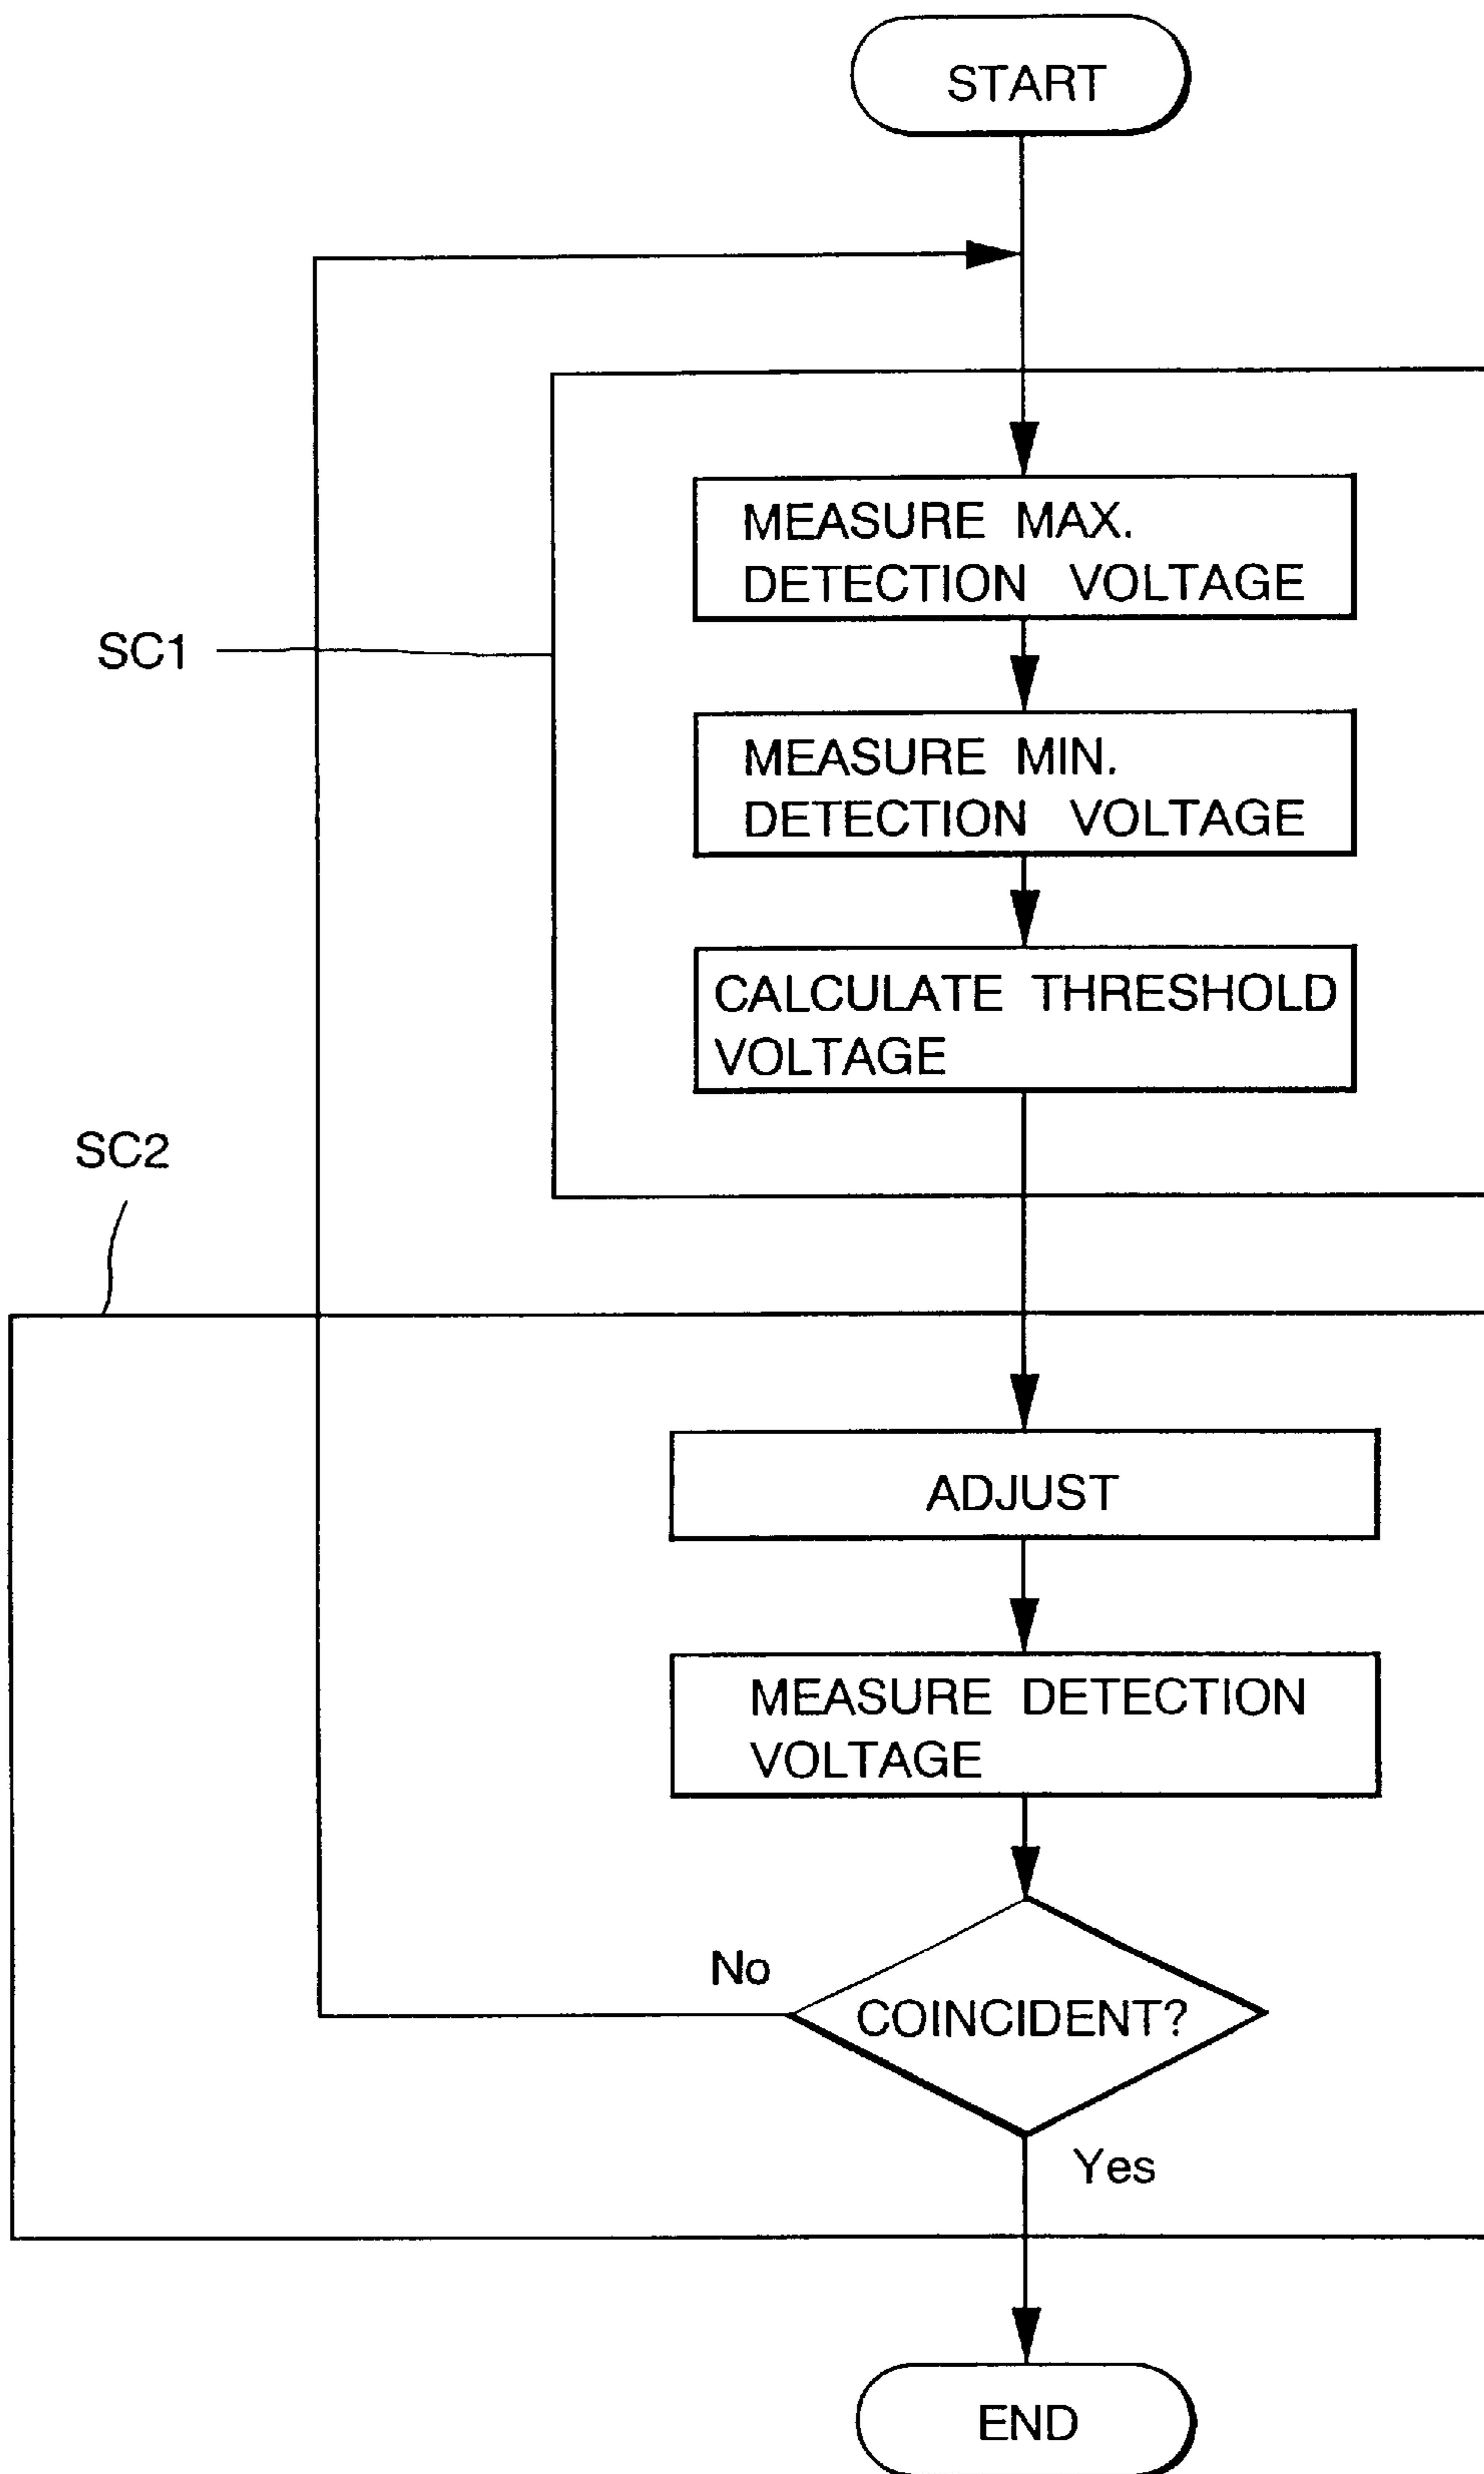 START
MEASURE MAX.
DETECTION VOLTAGE
SC1
MEASURE MIN.
DETECTION VOLTAGE
CALCULATE THRESHOLD
VOLTAGE
SC2
ADJUST
MEASURE DETECTION
VOLTAGE
No
COINCIDENT?
Yes
END